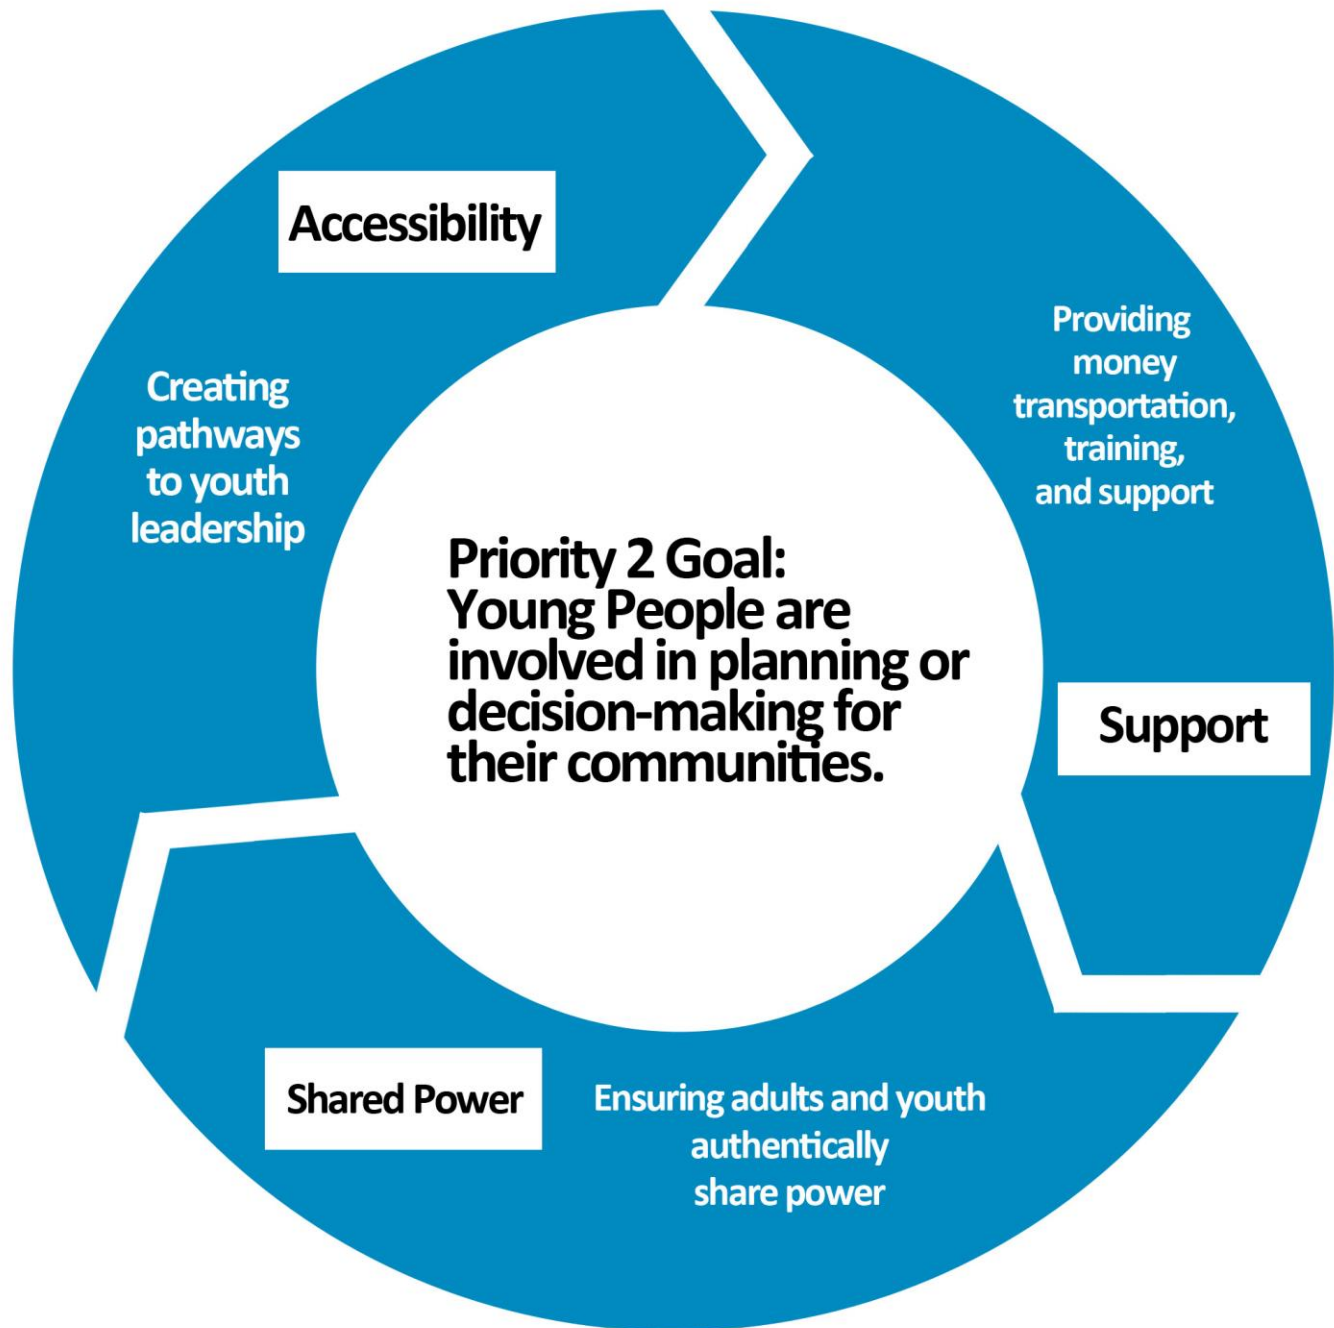 Accessibility
Creating
pathways
to youth
leadership
Providing
money
transportation,
training,
and support
Support
Priority 2 Goal:
Young People are
involved in planning or
decision-making for
their communities.
Shared Power
Ensuring adults and youth
authentically
share power